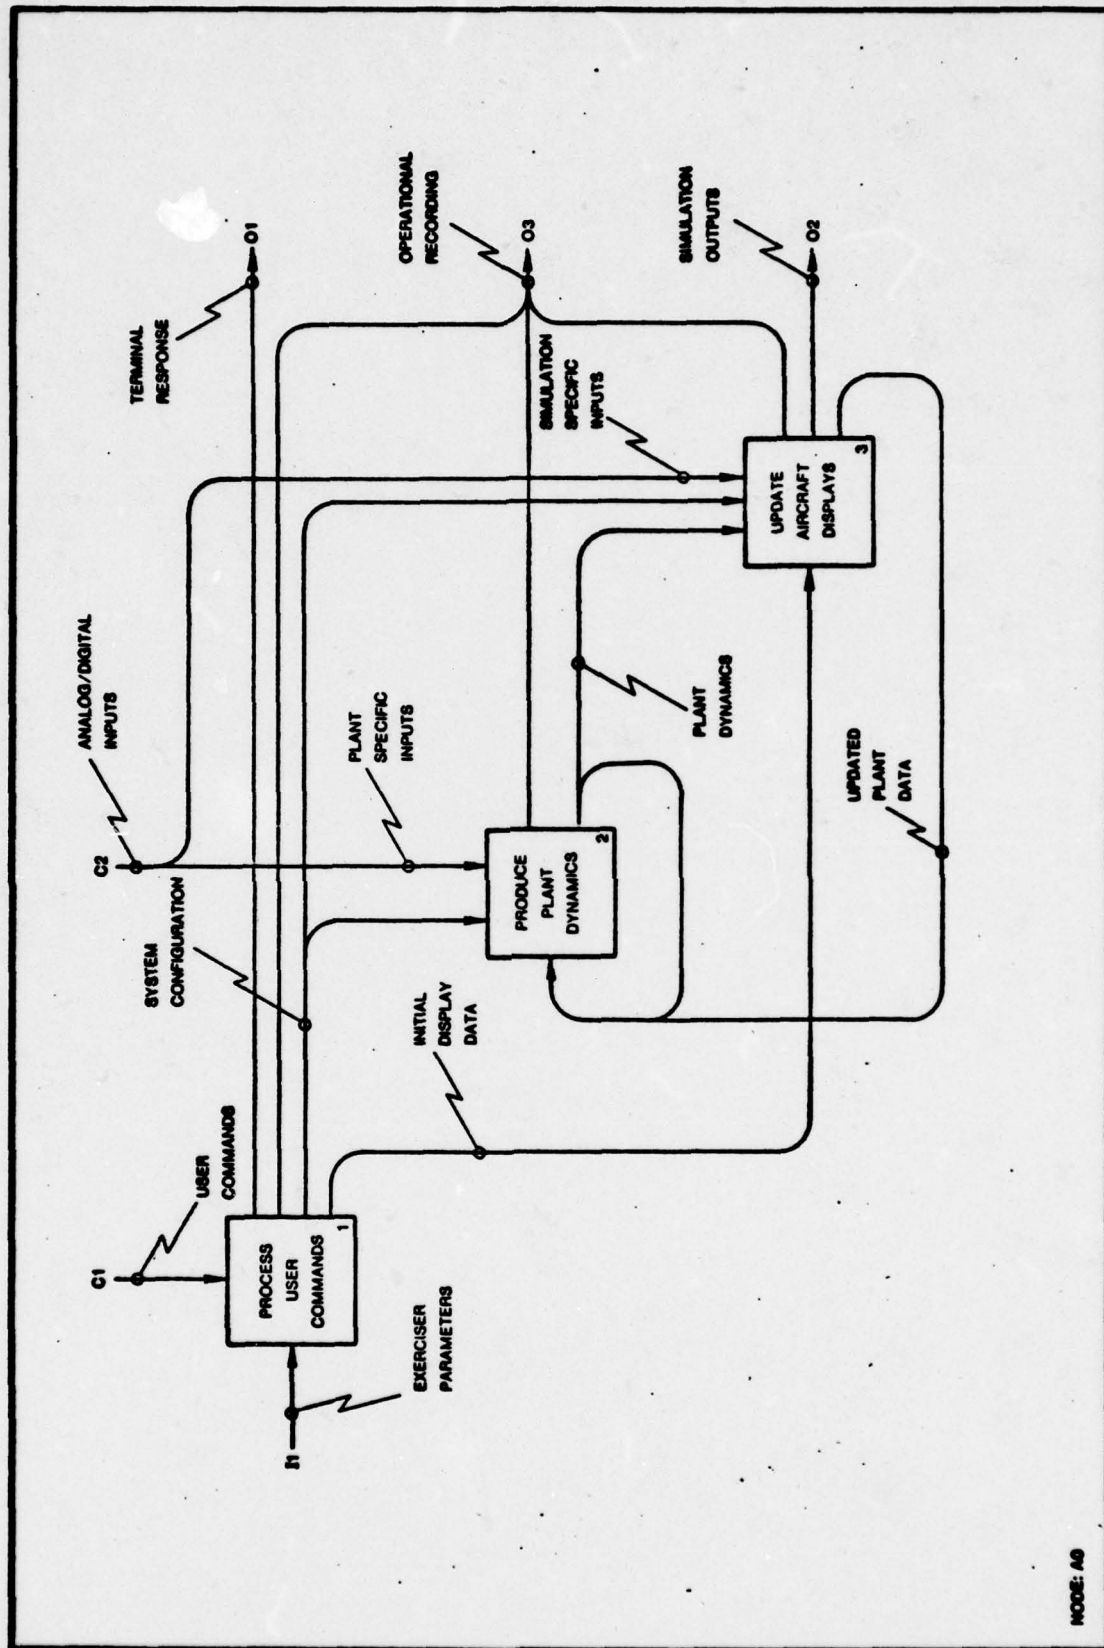 C1
USER
COMMANDS
C2
ANALOG/DIGITAL
INPUTS
TERMINAL
RESPONSE
O1
I1
EXERCISER
PARAMETERS
PROCESS
USER
COMMANDS
1
SYSTEM
CONFIGURATION
PLANT
SPECIFIC
INPUTS
OPERATIONAL
RECORDING
O3
INITIAL
DISPLAY
DATA
PRODUCE
PLANT
DYNAMICS
2
SIMULATION
SPECIFIC
INPUTS
PLANT
DYNAMICS
SIMULATION
OUTPUTS
O2
UPDATE
AIRCRAFT
DISPLAYS
3
UPDATED
PLANT
DATA
NODE: A0